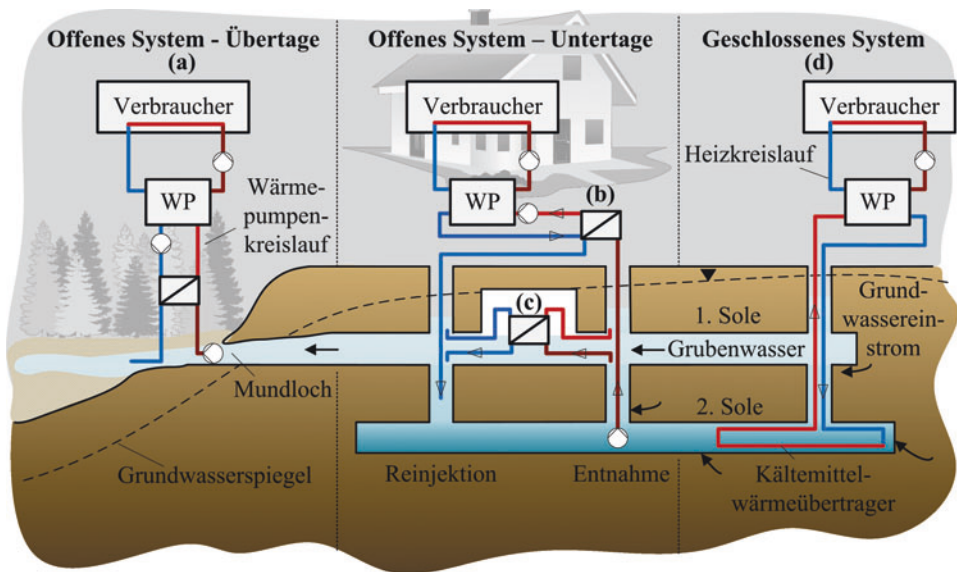 Offenes System - Übertage
(a)
Verbraucher
WP
Wärme-
pumpen-
kreislauf
Mundloch
Grundwasserspiegel
Offenes System – Untertage
Verbraucher
WP
(b)
(c)
Grubenwasser
Reinjektion
Entnahme
Geschlossenes System
(d)
Verbraucher
Heizkreislauf
WP
1. Sole
Grund-
wasserein-
strom
2. Sole
Kältemittel-
wärmeübertrager